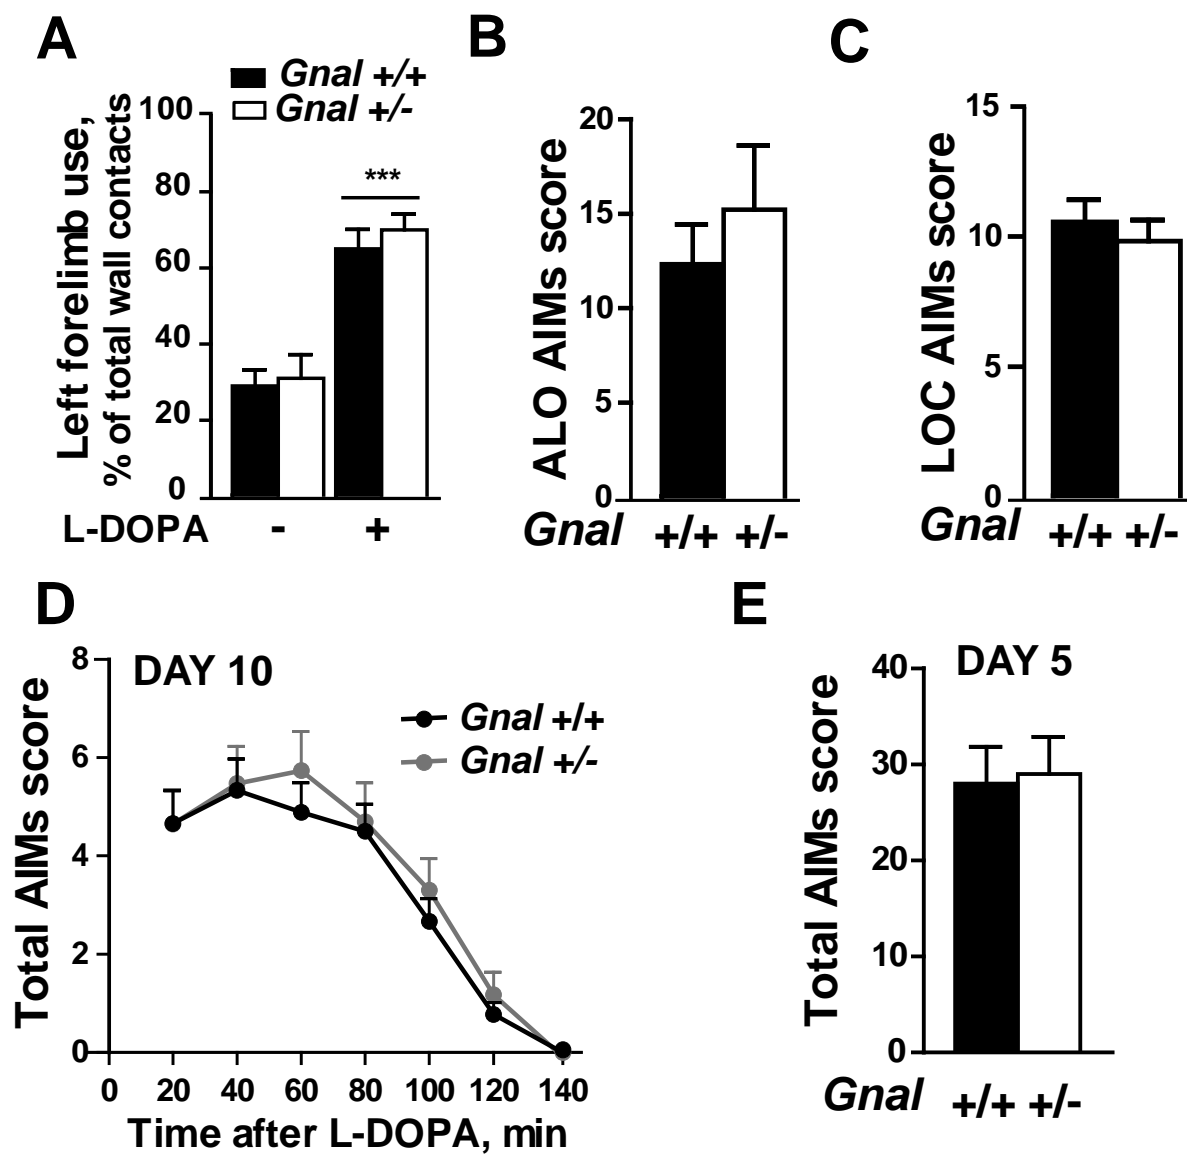 A
Gnal +/+
Gnal +/-
Left forelimb use,
% of total wall contacts
100
80
60
40
20
0
***
L-DOPA - +
B
ALO AIMs score
20
15
10
5
0
Gnal +/+ +/-
C
LOC AIMs score
15
10
5
0
Gnal +/+ +/-
D
DAY 10
Gnal +/+
Gnal +/-
Total AIMs score
8
6
4
2
0
0 20 40 60 80 100 120 140
Time after L-DOPA, min
E
DAY 5
Total AIMs score
40
30
20
10
0
Gnal +/+ +/-